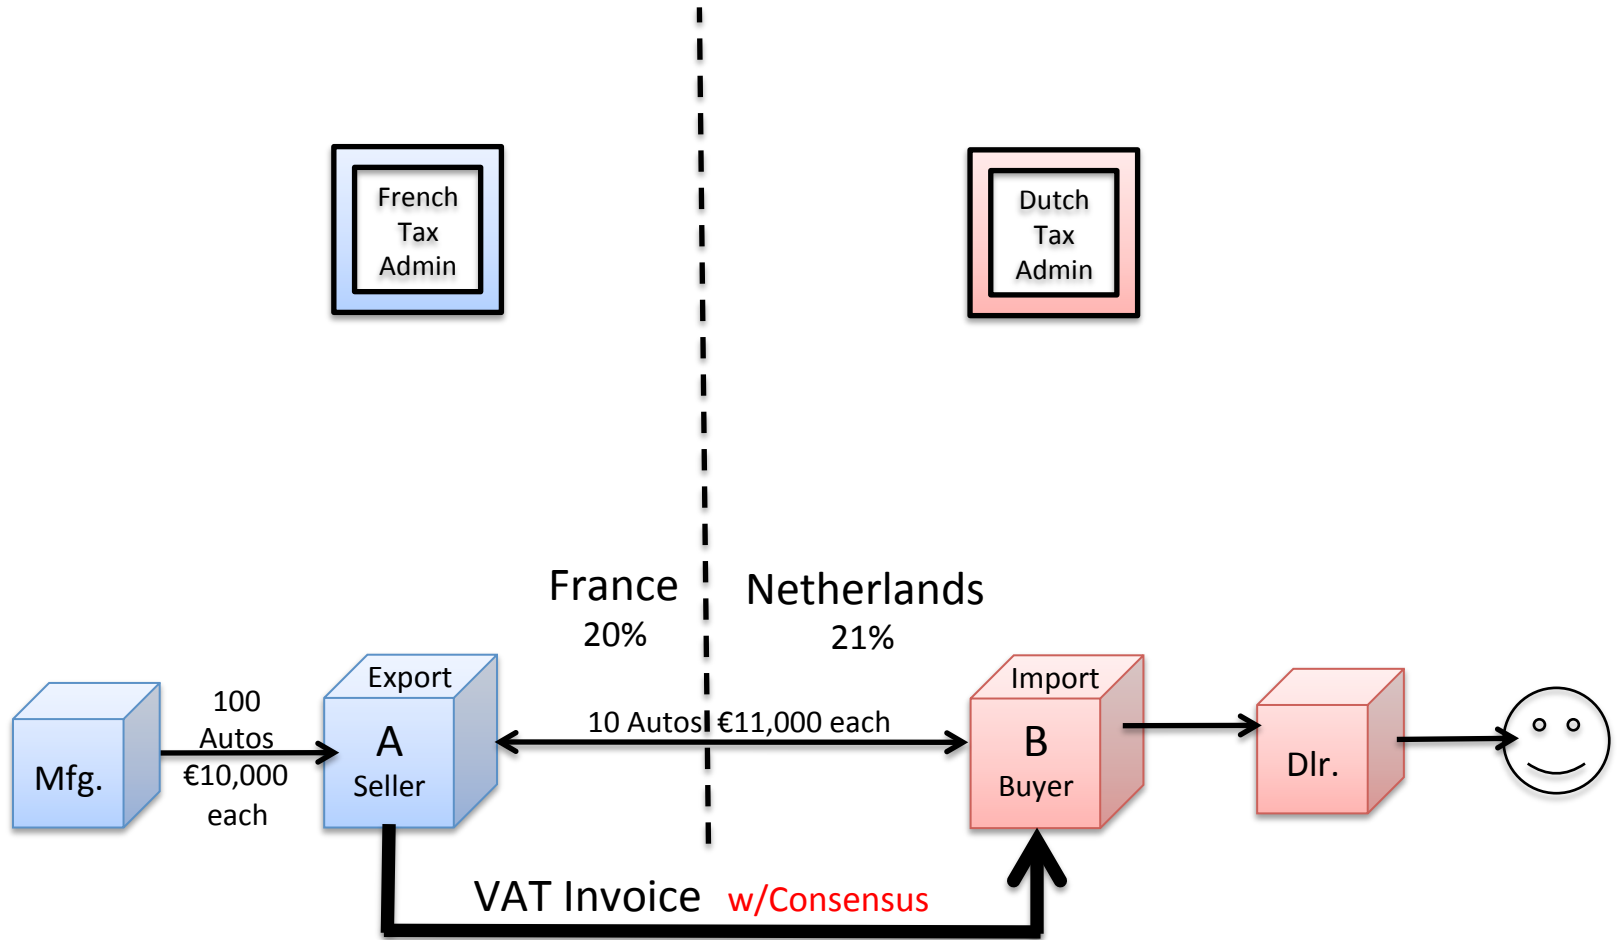 French
Tax
Admin
Dutch
Tax
Admin
France
20%
Netherlands
21%
Mfg.
100
Autos
€10,000
each
Export
A
Seller
10 Autos €11,000 each
Import
B
Buyer
Dlr.
VAT Invoice w/Consensus